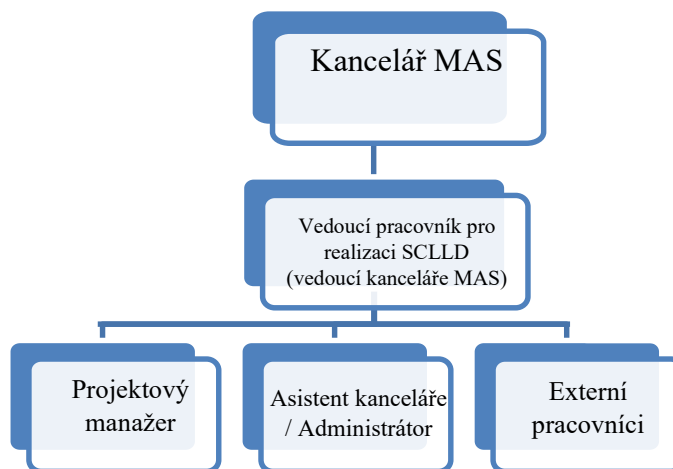 Kancelář MAS
Vedoucí pracovník pro
realizaci SCLLD
(vedoucí kanceláře MAS)
Projektový
manažer
Asistent kanceláře
/ Administrátor
Externí
pracovníci